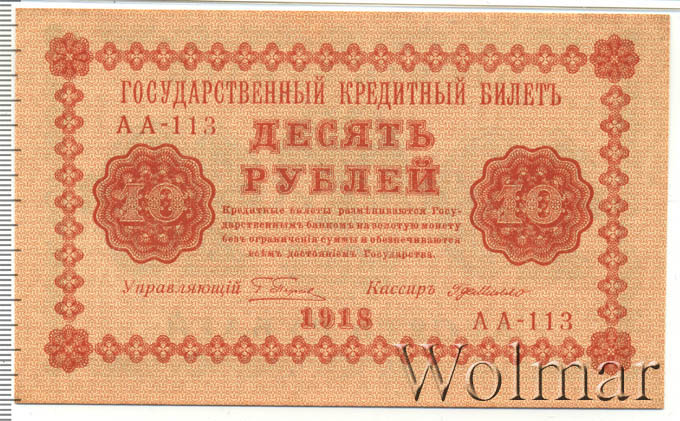 ГОСУДАРСТВЕННЫЙ КРЕДИТНЫЙ БИЛЕТЪ
АА-113
ДЕСЯТЬ
РУБЛЕЙ
10
10
Кредитные билеты размѣниваются Госу-
дарственнымъ банкомъ на золотую монету
безъ ограниченія суммы и обезпечиваются
всѣмъ достояніемъ Государства.
Управляющій
Кассиръ
1918
АА-113
Wolmar